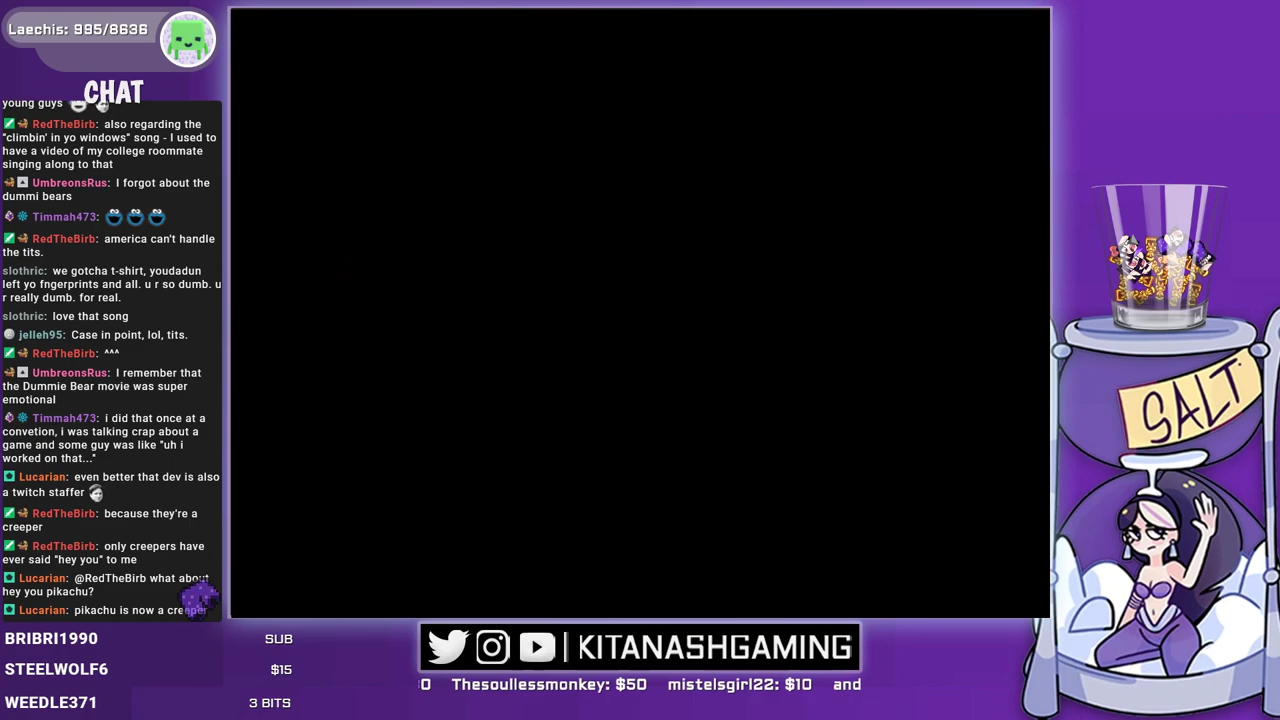 Laechis: 995/8636
CHAT
young guys
RedTheBirb: also regarding the
"climbin' in yo windows" song - I used to
have a video of my college roommate
singing along to that
UmbreonsRus: I forgot about the
dummi bears
Timmah473:
RedTheBirb: america can't handle
the tits.
slothric: we gotcha t-shirt, youdadun
left yo fngerprints and all. u r so dumb. u
r really dumb. for real.
slothric: love that song
jelleh95: Case in point, lol, tits.
RedTheBirb: ^^^
UmbreonsRus: I remember that
the Dummie Bear movie was super
emotional
Timmah473: i did that once at a
convetion, i was talking crap about a
game and some guy was like "uh i
worked on that..."
Lucarian: even better that dev is also
a twitch staffer
RedTheBirb: because they're a
creeper
RedTheBirb: only creepers have
ever said "hey you" to me
Lucarian: @RedTheBirb what about
hey you pikachu?
Lucarian: pikachu is now a creeper
BRIBRI1990 SUB
STEELWOLF6 $15
WEEDLE371 3 BITS
KITANASHGAMING
0 Thesoullessmonkey: $50 mistelsgirl22: $10 and
SALT